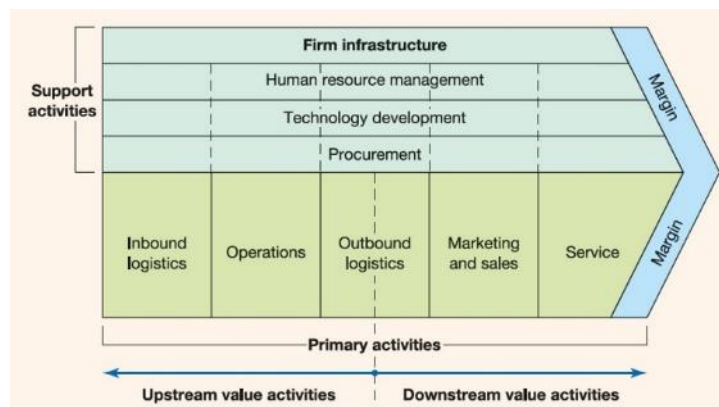 Firm infrastructure
Human resource management
Support
activities
Technology development
Procurement
Margin
Inbound
logistics
Operations
Outbound
logistics
Marketing
and sales
Service
Margin
Primary activities
Upstream value activities
Downstream value activities